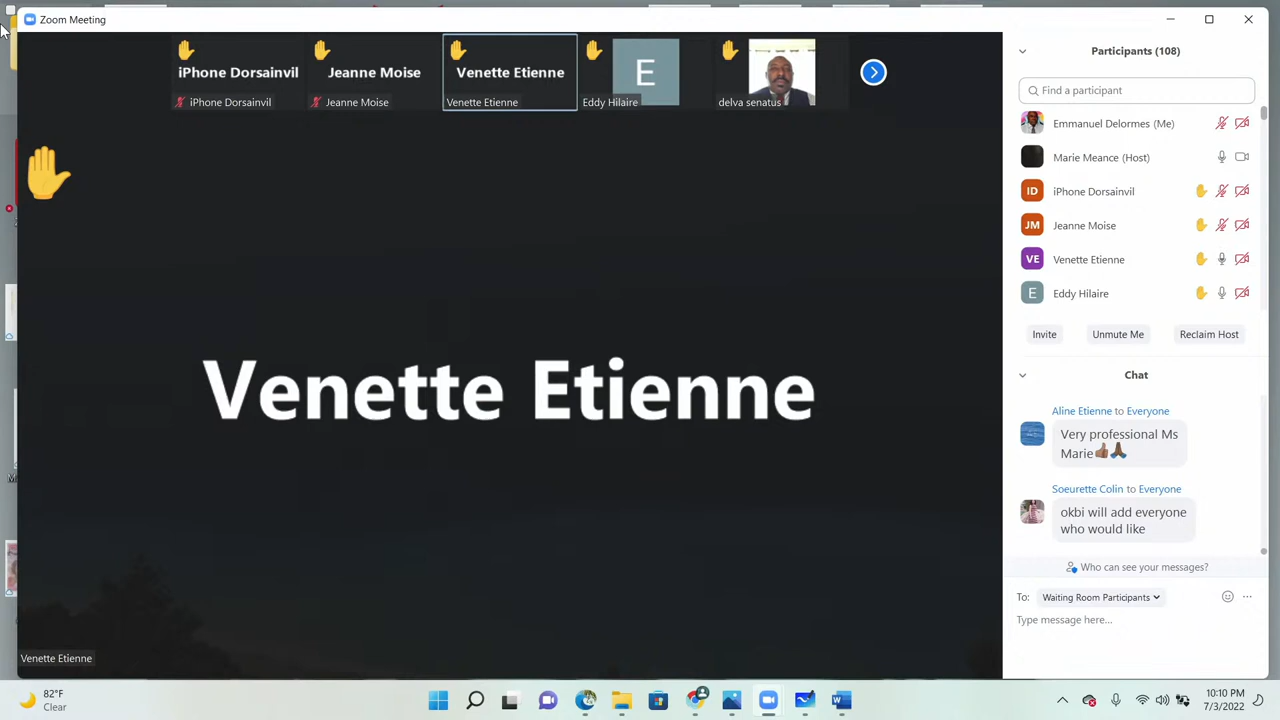 Zoom Meeting
iPhone Dorsainvil
Jeanne Moise
Venette Etienne
E
iPhone Dorsainvil
Jeanne Moise
Venette Etienne
Eddy Hilaire
delva senatus
Venette Etienne
Venette Etienne
Participants (108)
Find a participant
Emmanuel Delormes (Me)
Marie Meance (Host)
ID iPhone Dorsainvil
JM Jeanne Moise
VE Venette Etienne
E Eddy Hilaire
Invite Unmute Me Reclaim Host
Chat
Aline Etienne to Everyone
Very professional Ms
Marie👍🏾🙏🏾
Soeurette Colin to Everyone
okbi will add everyone
who would like
Who can see your messages?
To: Waiting Room Participants
Type message here...
82°F
Clear
10:10 PM
7/3/2022